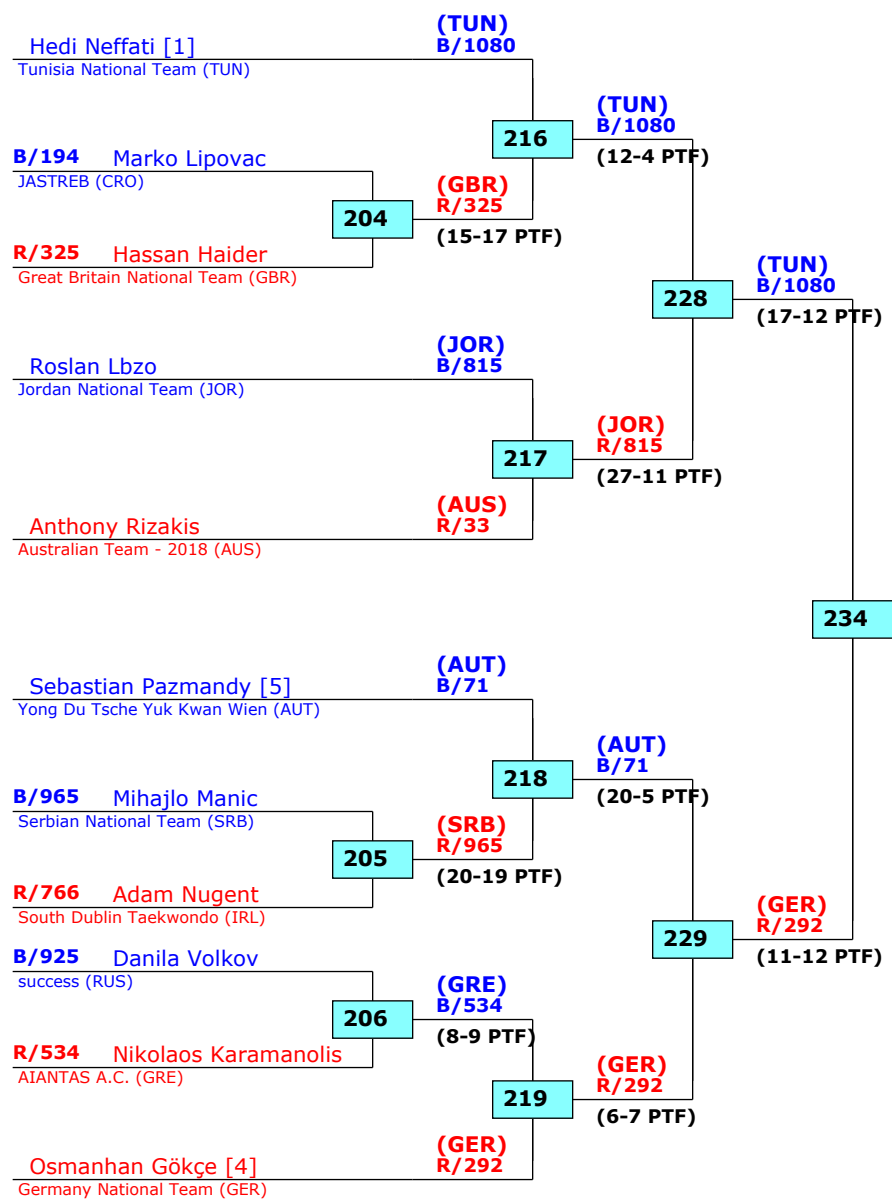 (TUN)
Hedi Neffati [1]
B/1080
Tunisia National Team (TUN)
(TUN)
B/1080
216
(12-4 PTF)
B/194 Marko Lipovac
JASTREB (CRO)
(GBR)
R/325
204
(15-17 PTF)
R/325 Hassan Haider
Great Britain National Team (GBR)
(TUN)
B/1080
228
(17-12 PTF)
(JOR)
Roslan Lbzo
B/815
Jordan National Team (JOR)
(JOR)
R/815
217
(27-11 PTF)
(AUS)
Anthony Rizakis
R/33
Australian Team - 2018 (AUS)
234
(AUT)
Sebastian Pazmandy [5]
B/71
Yong Du Tsche Yuk Kwan Wien (AUT)
(AUT)
B/71
218
(20-5 PTF)
B/965 Mihajlo Manic
Serbian National Team (SRB)
(SRB)
R/965
205
(20-19 PTF)
R/766 Adam Nugent
South Dublin Taekwondo (IRL)
(GER)
R/292
229
(11-12 PTF)
B/925 Danila Volkov
success (RUS)
(GRE)
B/534
206
(8-9 PTF)
R/534 Nikolaos Karamanolis
AIANTAS A.C. (GRE)
(GER)
R/292
219
(6-7 PTF)
(GER)
Osmanhan Gökçe [4]
R/292
Germany National Team (GER)